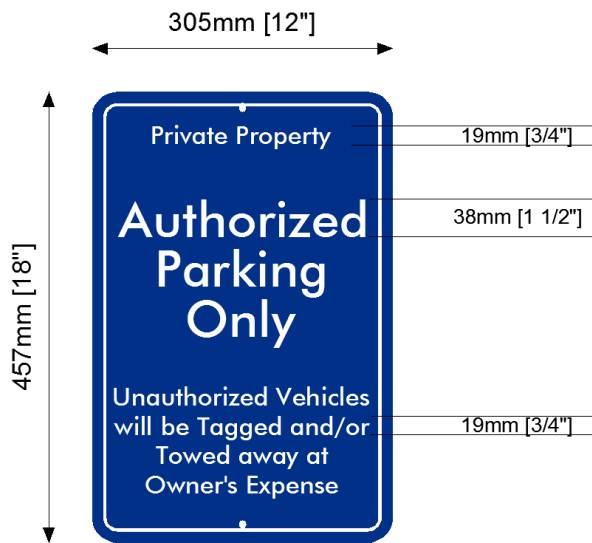 305mm [12"]
Private Property
19mm [3/4"]
Authorized
38mm [1 1/2"]
Parking
Only
457mm [18"]
Unauthorized Vehicles
will be Tagged and/or
19mm [3/4"]
Towed away at
Owner's Expense